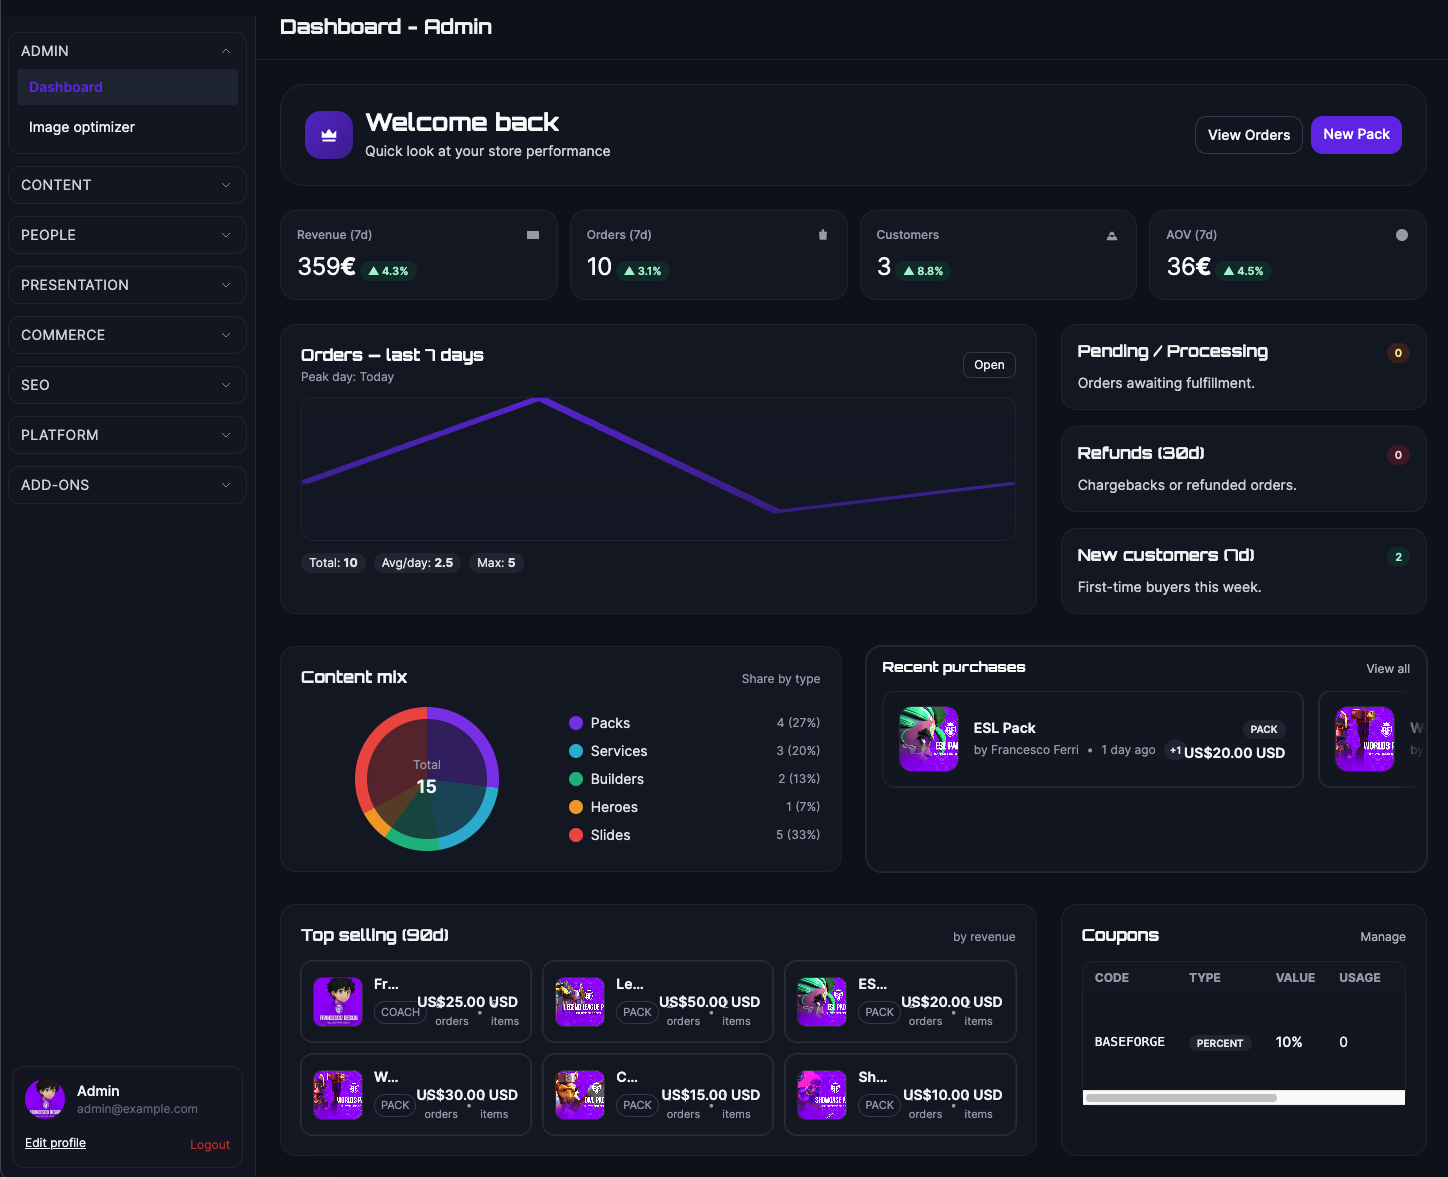 Dashboard - Admin
ADMIN
Dashboard
Image optimizer
CONTENT
PEOPLE
PRESENTATION
COMMERCE
SEO
PLATFORM
ADD-ONS
Admin
admin@example.com
Edit profile
Logout
Welcome back
Quick look at your store performance
View Orders
New Pack
Revenue (7d)
359€ ▲ 4.3%
Orders (7d)
10 ▲ 3.1%
Customers
3 ▲ 8.8%
AOV (7d)
36€ ▲ 4.5%
Orders — last 7 days
Peak day: Today
Open
Total: 10 Avg/day: 2.5 Max: 5
Pending / Processing 0
Orders awaiting fulfillment.
Refunds (30d) 0
Chargebacks or refunded orders.
New customers (7d) 2
First-time buyers this week.
Content mix
Share by type
Total
15
Packs 4 (27%)
Services 3 (20%)
Builders 2 (13%)
Heroes 1 (7%)
Slides 5 (33%)
Recent purchases
View all
ESL Pack
PACK
by Francesco Ferri • 1 day ago +1
US$20.00 USD
W
by
Top selling (90d)
by revenue
Fr...
COACH
US$25.00 USD
orders • items
Le...
PACK
US$50.00 USD
orders • items
ES...
PACK
US$20.00 USD
orders • items
W...
PACK
US$30.00 USD
orders • items
C...
PACK
US$15.00 USD
orders • items
Sh...
PACK
US$10.00 USD
orders • items
Coupons
Manage
CODE TYPE VALUE USAGE
BASEFORGE PERCENT 10% 0